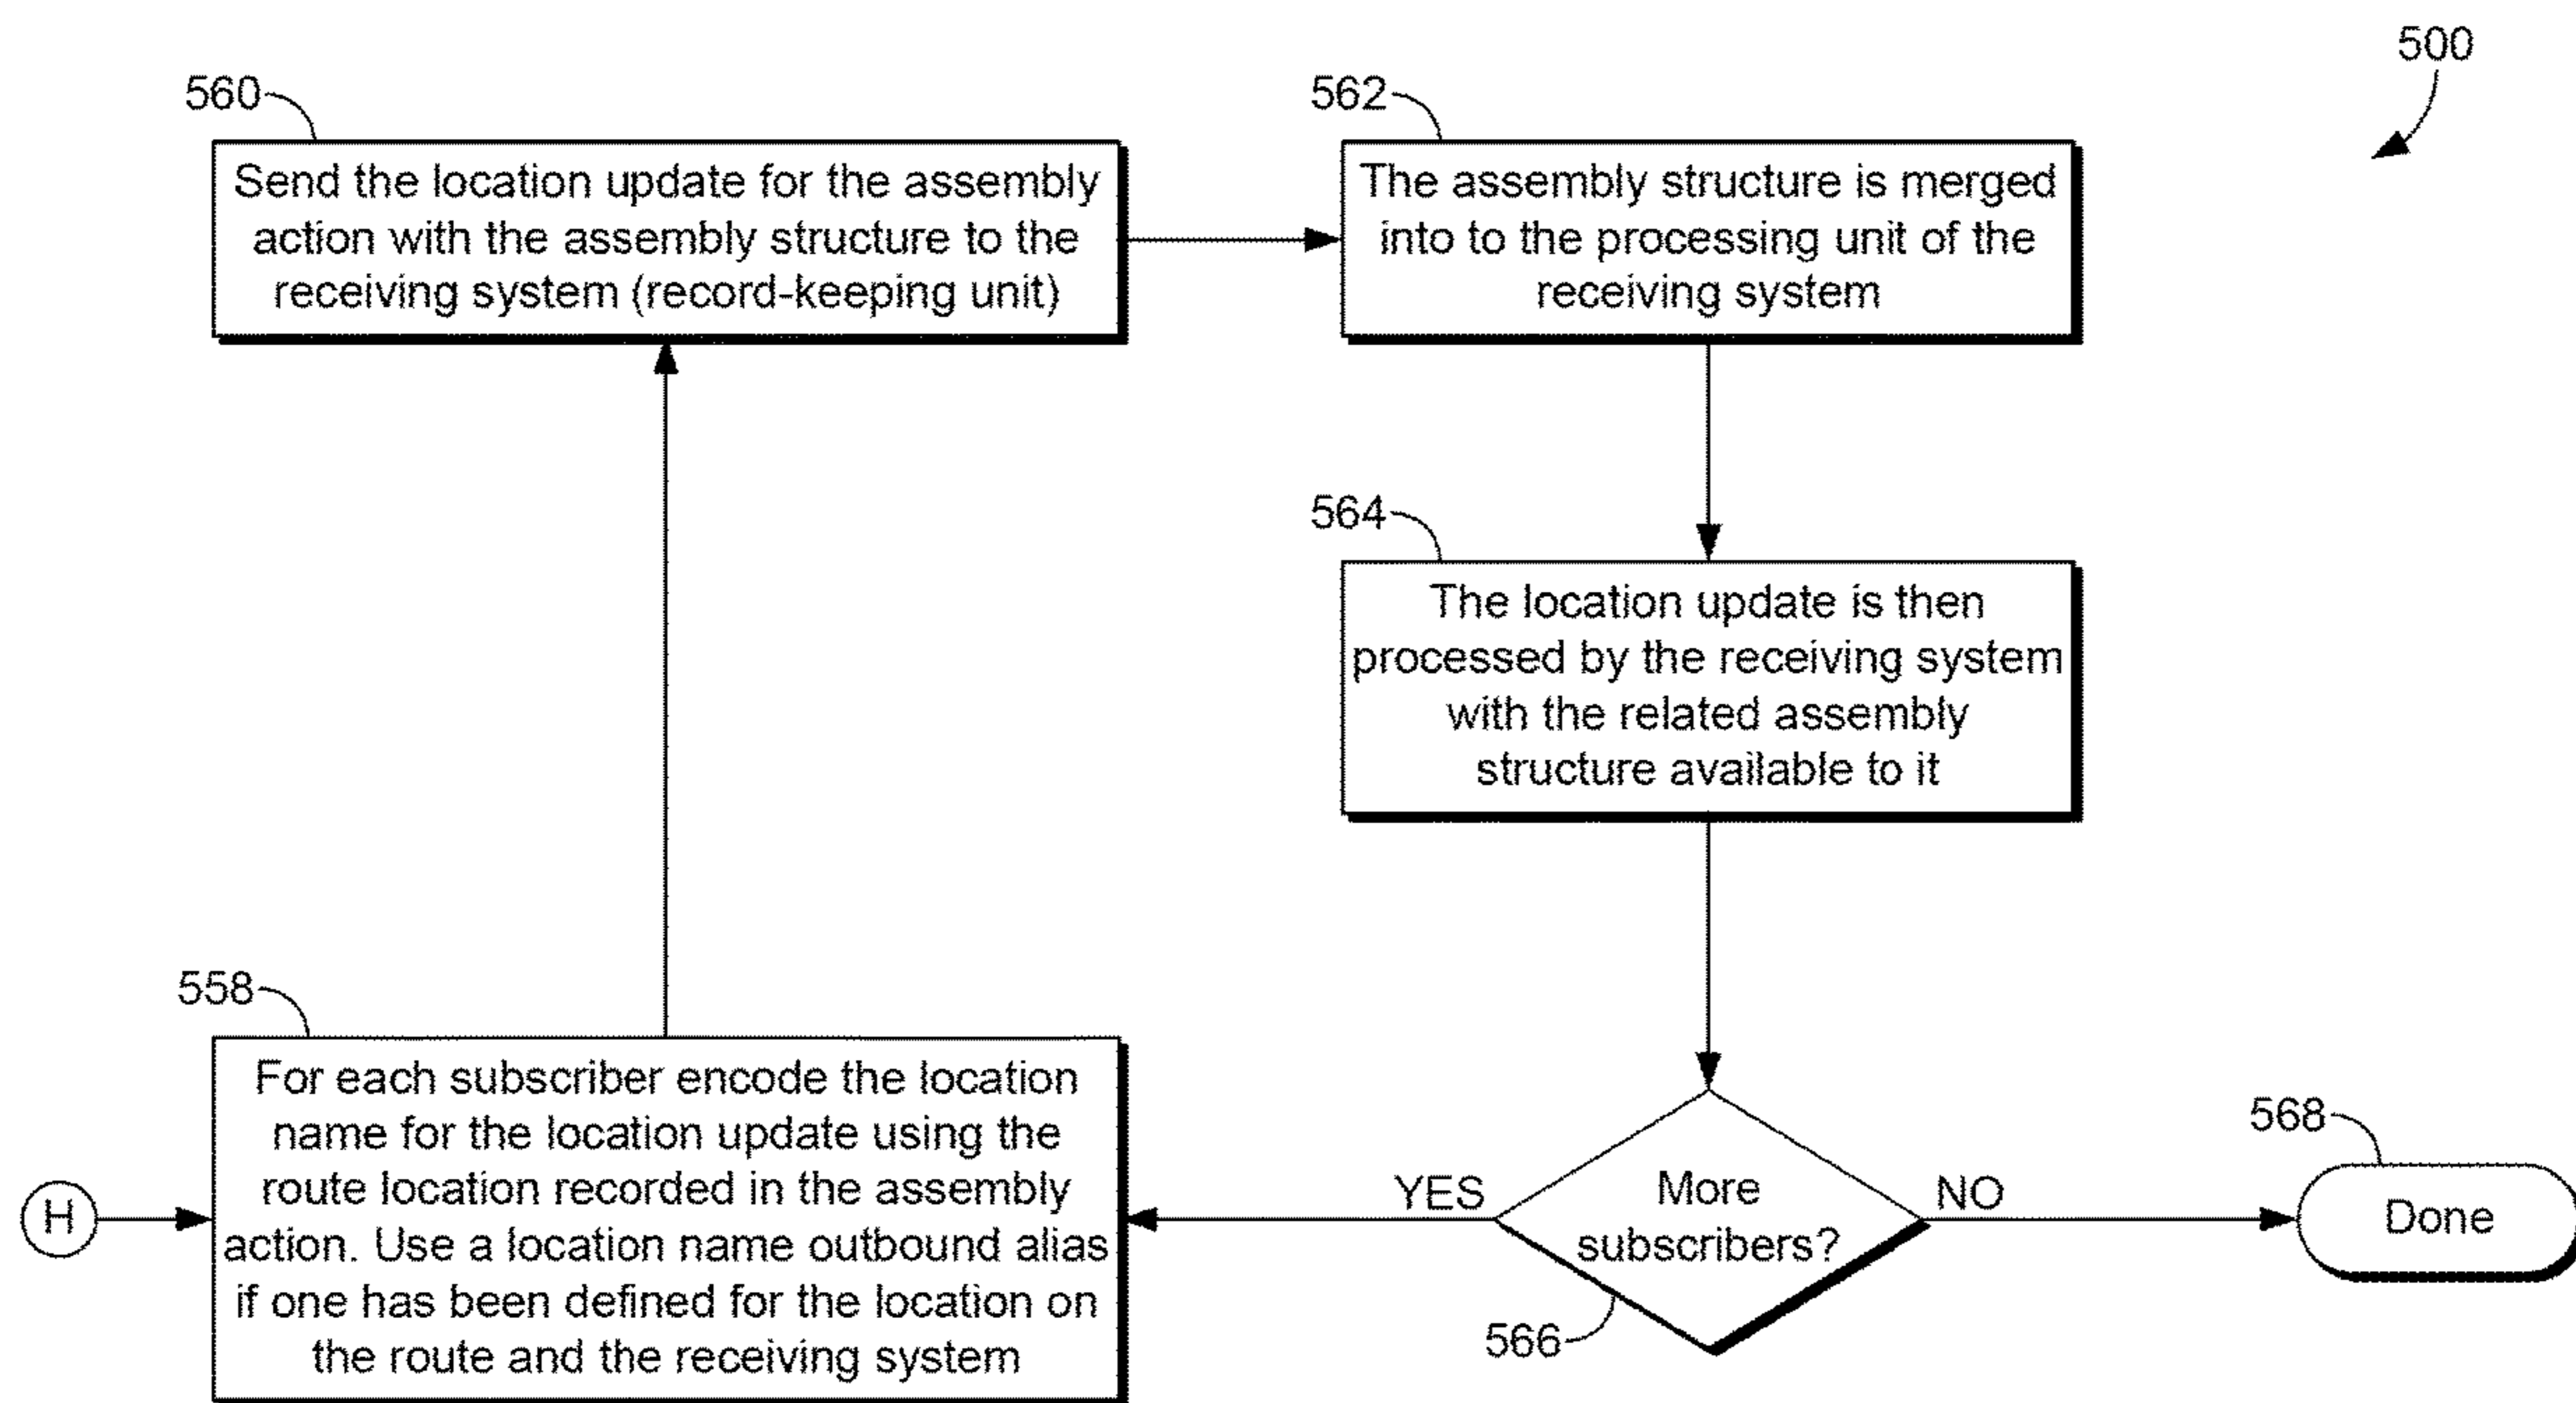 500
560
Send the location update for the assembly
action with the assembly structure to the
receiving system (record-keeping unit)
562
The assembly structure is merged
into to the processing unit of the
receiving system
564
The location update is then
processed by the receiving system
with the related assembly
structure available to it
558
For each subscriber encode the location
name for the location update using the
route location recorded in the assembly
action. Use a location name outbound alias
if one has been defined for the location on
the route and the receiving system
H
YES
More
subscribers?
NO
566
568
Done